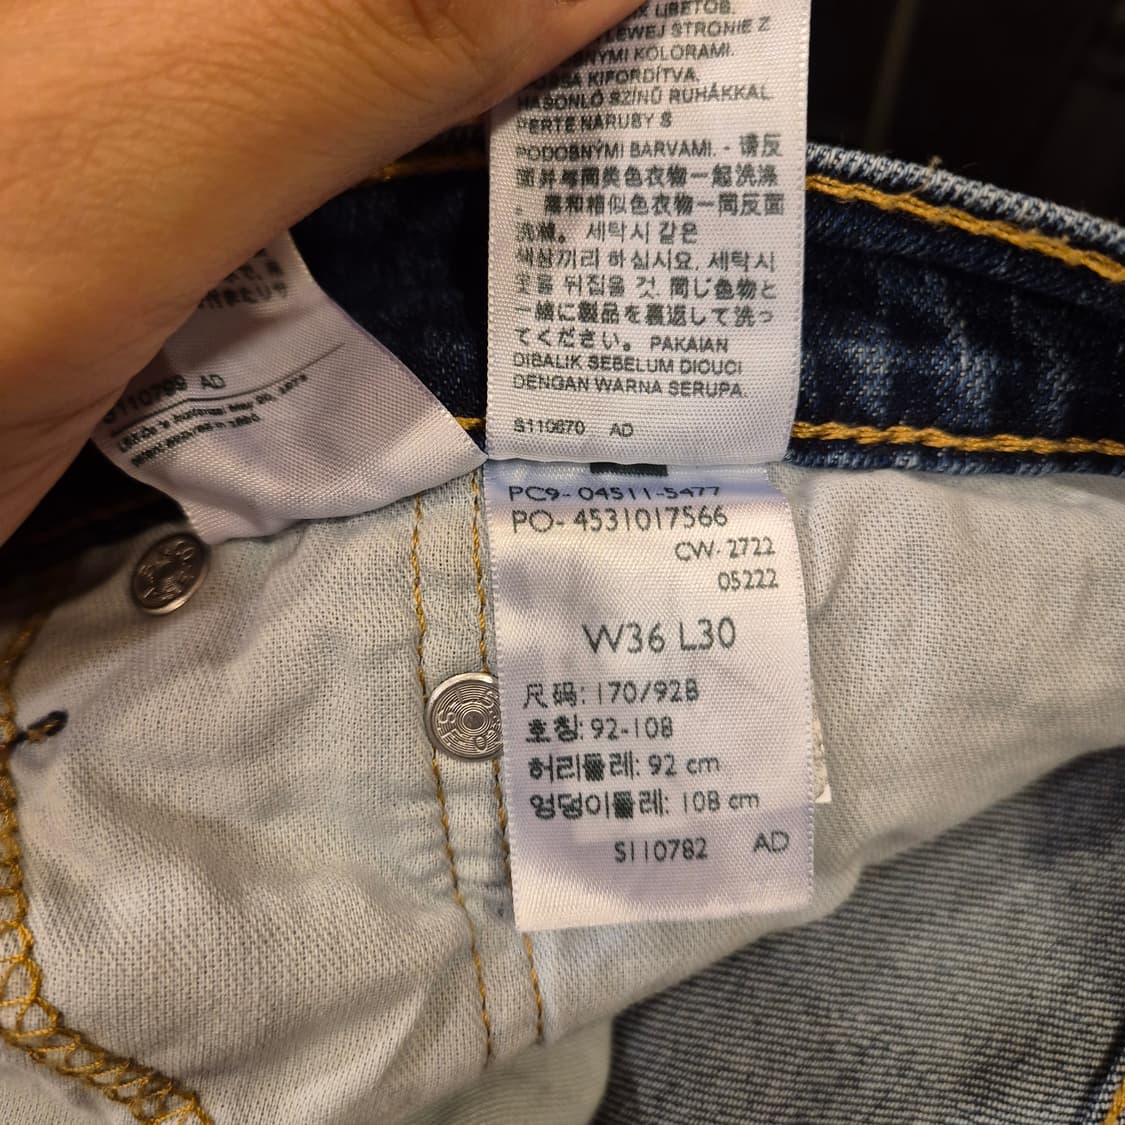 LIBETOS.
LEWEJ STRONIE Z
KOLORAMI.
KIFORDÍTVA.
HASONLÓ SZÍNŰ RUHÁKKAL
PERTE NARUBY S
PODOBNÝMI BARVAMI. - 请反
面并与同类色衣物一起洗涤
。 請和相似色衣物一同反面
洗滌。 세탁시 같은
색상끼리 하십시요, 세탁시
옷을 뒤집을 것. 同じ色物と
一緒に製品を裏返して洗っ
てください。 PAKAIAN
DIBALIK SEBELUM DICUCI
DENGAN WARNA SERUPA.
S110670 AD
AD
PC9-04511-5477
PO-4531017566
CW-2722
05222
W36 L30
尺码: 170/92B
호칭: 92-108
허리둘레: 92 cm
엉덩이둘레: 108 cm
S110782 AD